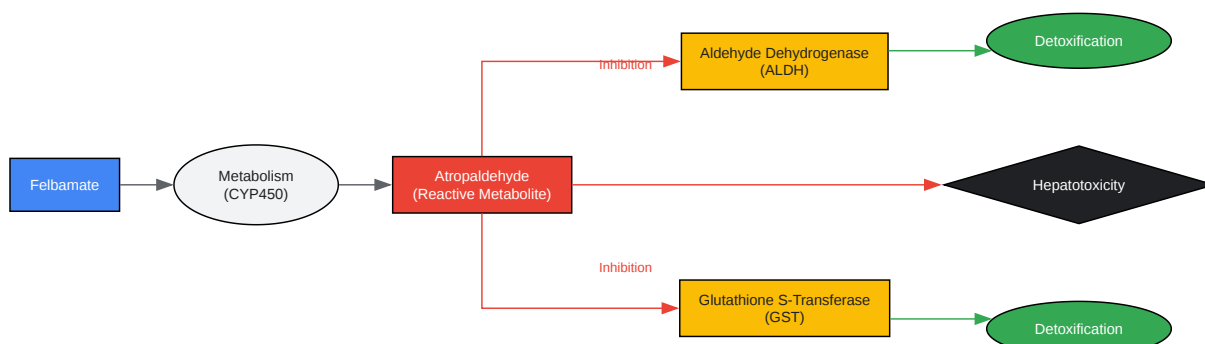 Felbamate
Metabolism
(CYP450)
Atropaldehyde
(Reactive Metabolite)
Inhibition
Aldehyde Dehydrogenase
(ALDH)
Detoxification
Hepatotoxicity
Inhibition
Glutathione S-Transferase
(GST)
Detoxification